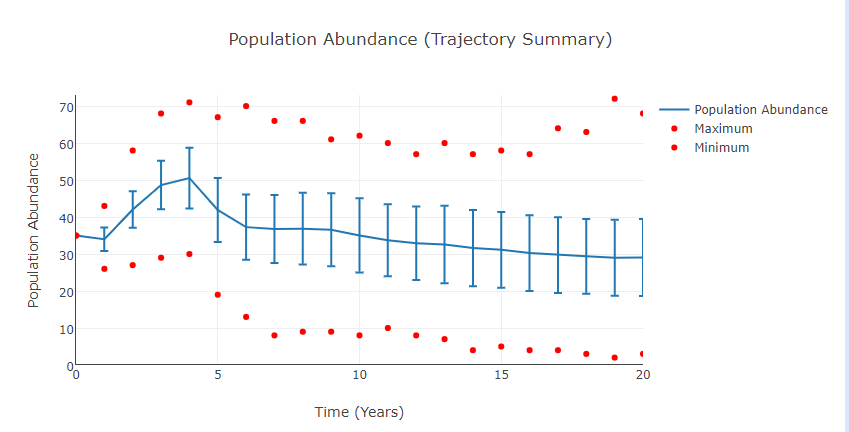 Population Abundance (Trajectory Summary)
70
60
50
40
30
20
10
0
Population Abundance
0
5
10
15
20
Time (Years)
Population Abundance
Maximum
Minimum